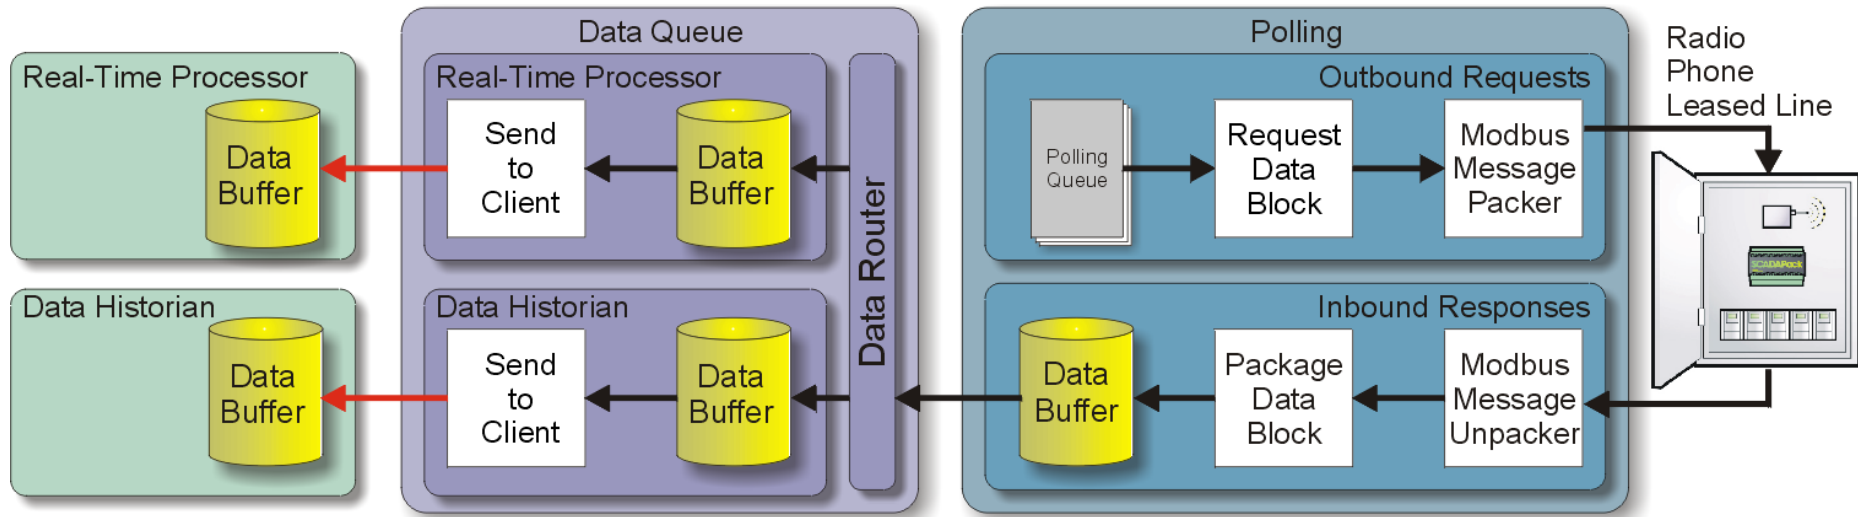 Real-Time Processor
Data
Buffer
Data Historian
Data
Buffer
Data Queue
Real-Time Processor
Send
to
Client
Data
Buffer
Data Historian
Send
to
Client
Data
Buffer
Data Router
Polling
Outbound Requests
Polling
Queue
Request
Data
Block
Modbus
Message
Packer
Inbound Responses
Data
Buffer
Package
Data
Block
Modbus
Message
Unpacker
Radio
Phone
Leased Line
SCADAPack